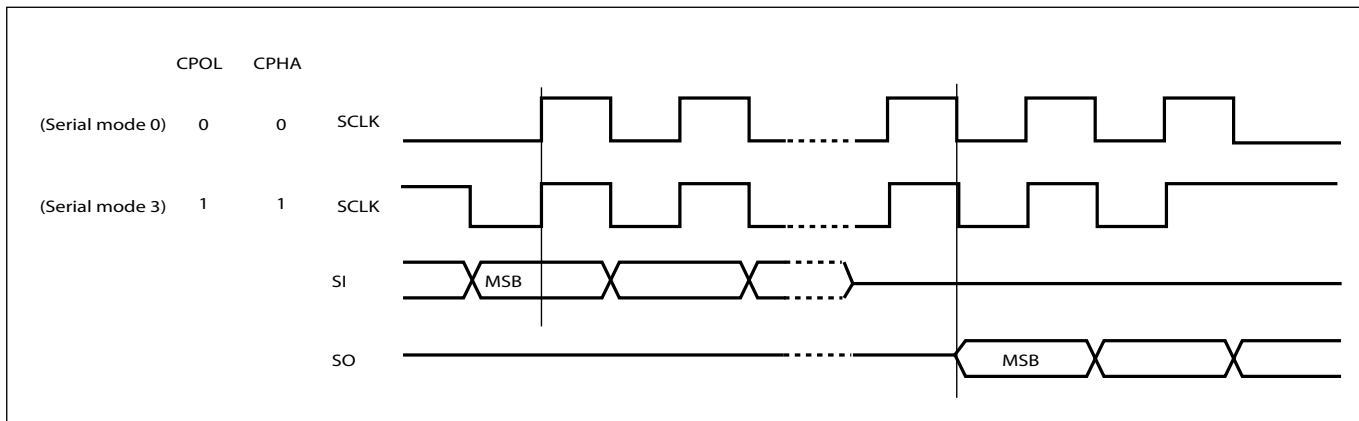 CPOL CPHA
(Serial mode 0) 0 0 SCLK
(Serial mode 3) 1 1 SCLK
SI MSB
SO MSB